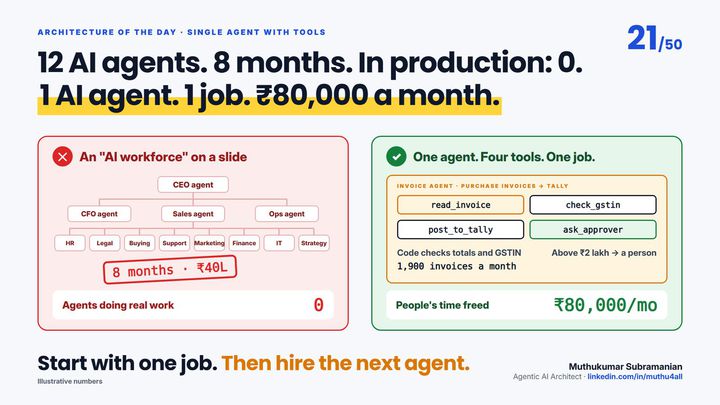 ARCHITECTURE OF THE DAY · SINGLE AGENT WITH TOOLS
21/50
12 AI agents. 8 months. In production: 0.
1 AI agent. 1 job. ₹80,000 a month.
An "AI workforce" on a slide
CEO agent
CFO agent
Sales agent
Ops agent
HR
Legal
Buying
Support
Marketing
Finance
IT
Strategy
8 months · ₹40L
Agents doing real work
0
One agent. Four tools. One job.
INVOICE AGENT · PURCHASE INVOICES → TALLY
read_invoice
check_gstin
post_to_tally
ask_approver
Code checks totals and GSTIN
Above ₹2 lakh → a person
1,900 invoices a month
People's time freed
₹80,000/mo
Start with one job. Then hire the next agent.
Illustrative numbers
Muthukumar Subramanian
Agentic AI Architect · linkedin.com/in/muthu4all